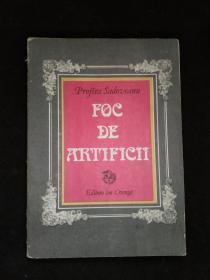 Profira Sadoveanu
FOC
DE
ARTIFICII
Editura Ion Creangă